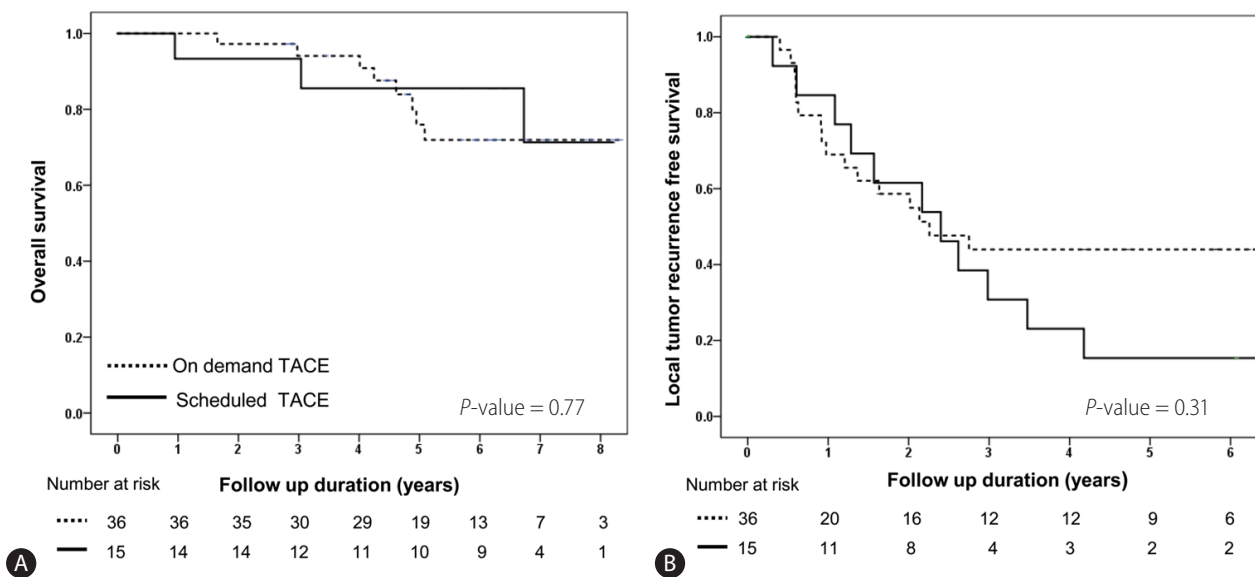 1.0
0.8
0.6
0.4
0.2
0.0
Overall survival
On demand TACE
Scheduled TACE
P-value = 0.77
0 1 2 3 4 5 6 7 8
Number at risk
Follow up duration (years)
36 36 35 30 29 19 13 7 3
15 14 14 12 11 10 9 4 1
A
1.0
0.8
0.6
0.4
0.2
0.0
Local tumor recurrence free survival
P-value = 0.31
0 1 2 3 4 5 6
Number at risk
Follow up duration (years)
36 20 16 12 12 9 6
15 11 8 4 3 2 2
B